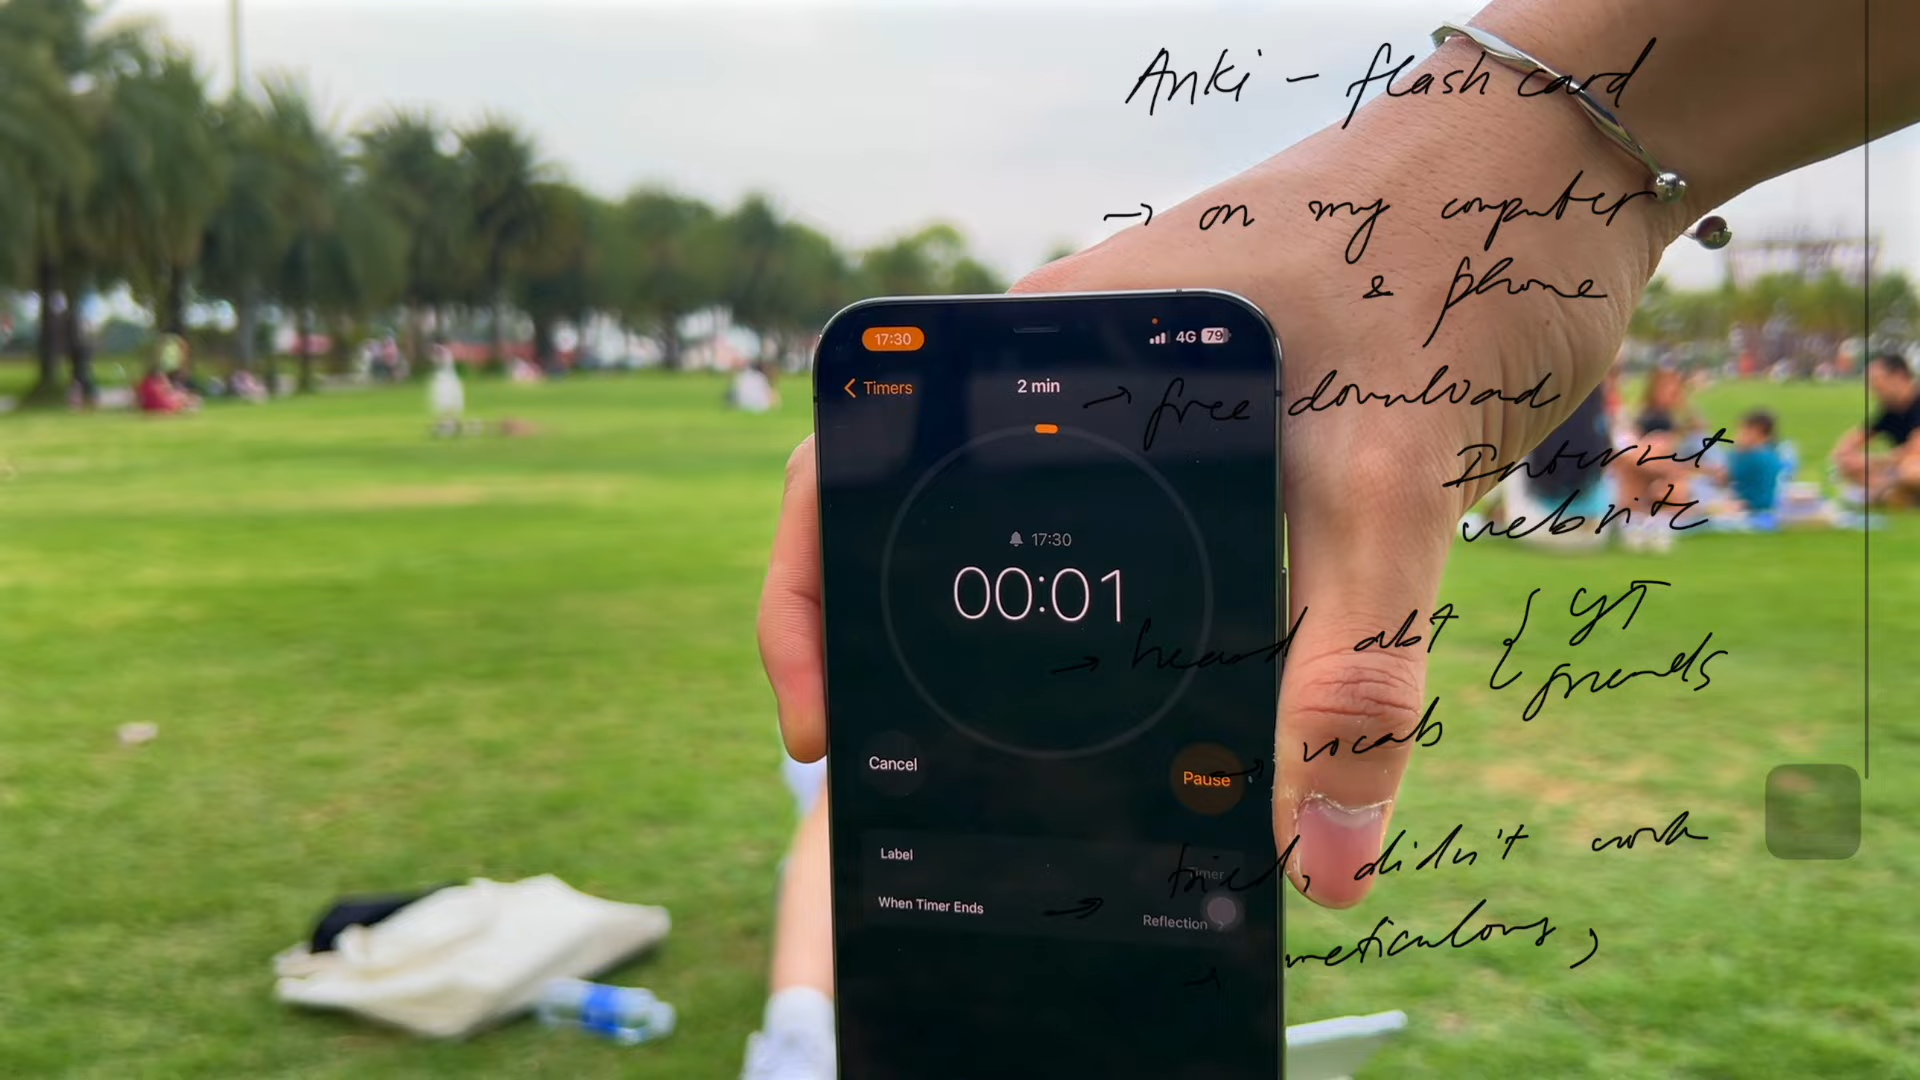 Anki - flash card
→ on my computer
& phone
17:30
4G 79
Timers
2 min
→ free download
Internet
website
17:30
00:01
→ heard abt { YT
friends
→ vocab
Cancel
Pause
Label
Timer
→ tried, didn't work
When Timer Ends
Reflection
→ meticulous,